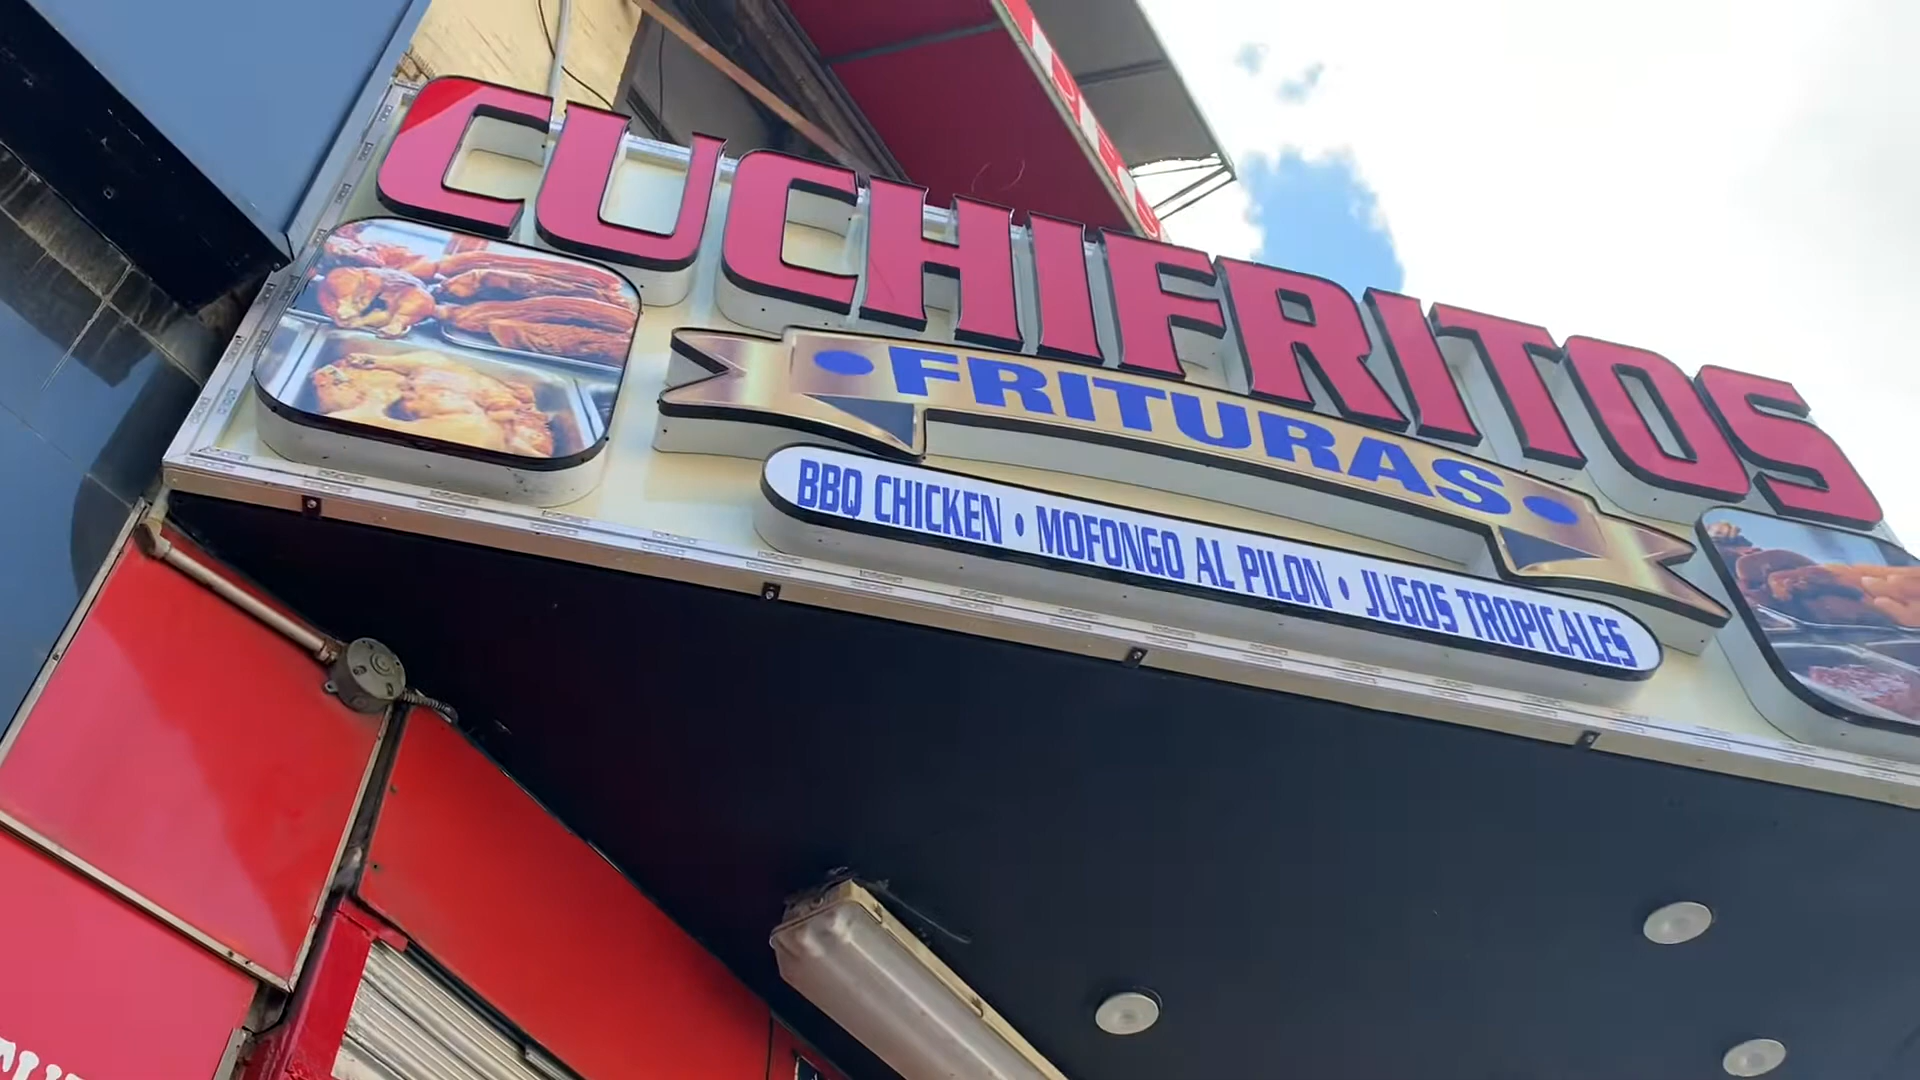 CUCHIFRITOS
• FRITURAS •
BBQ CHICKEN • MOFONGO AL PILON • JUGOS TROPICALES